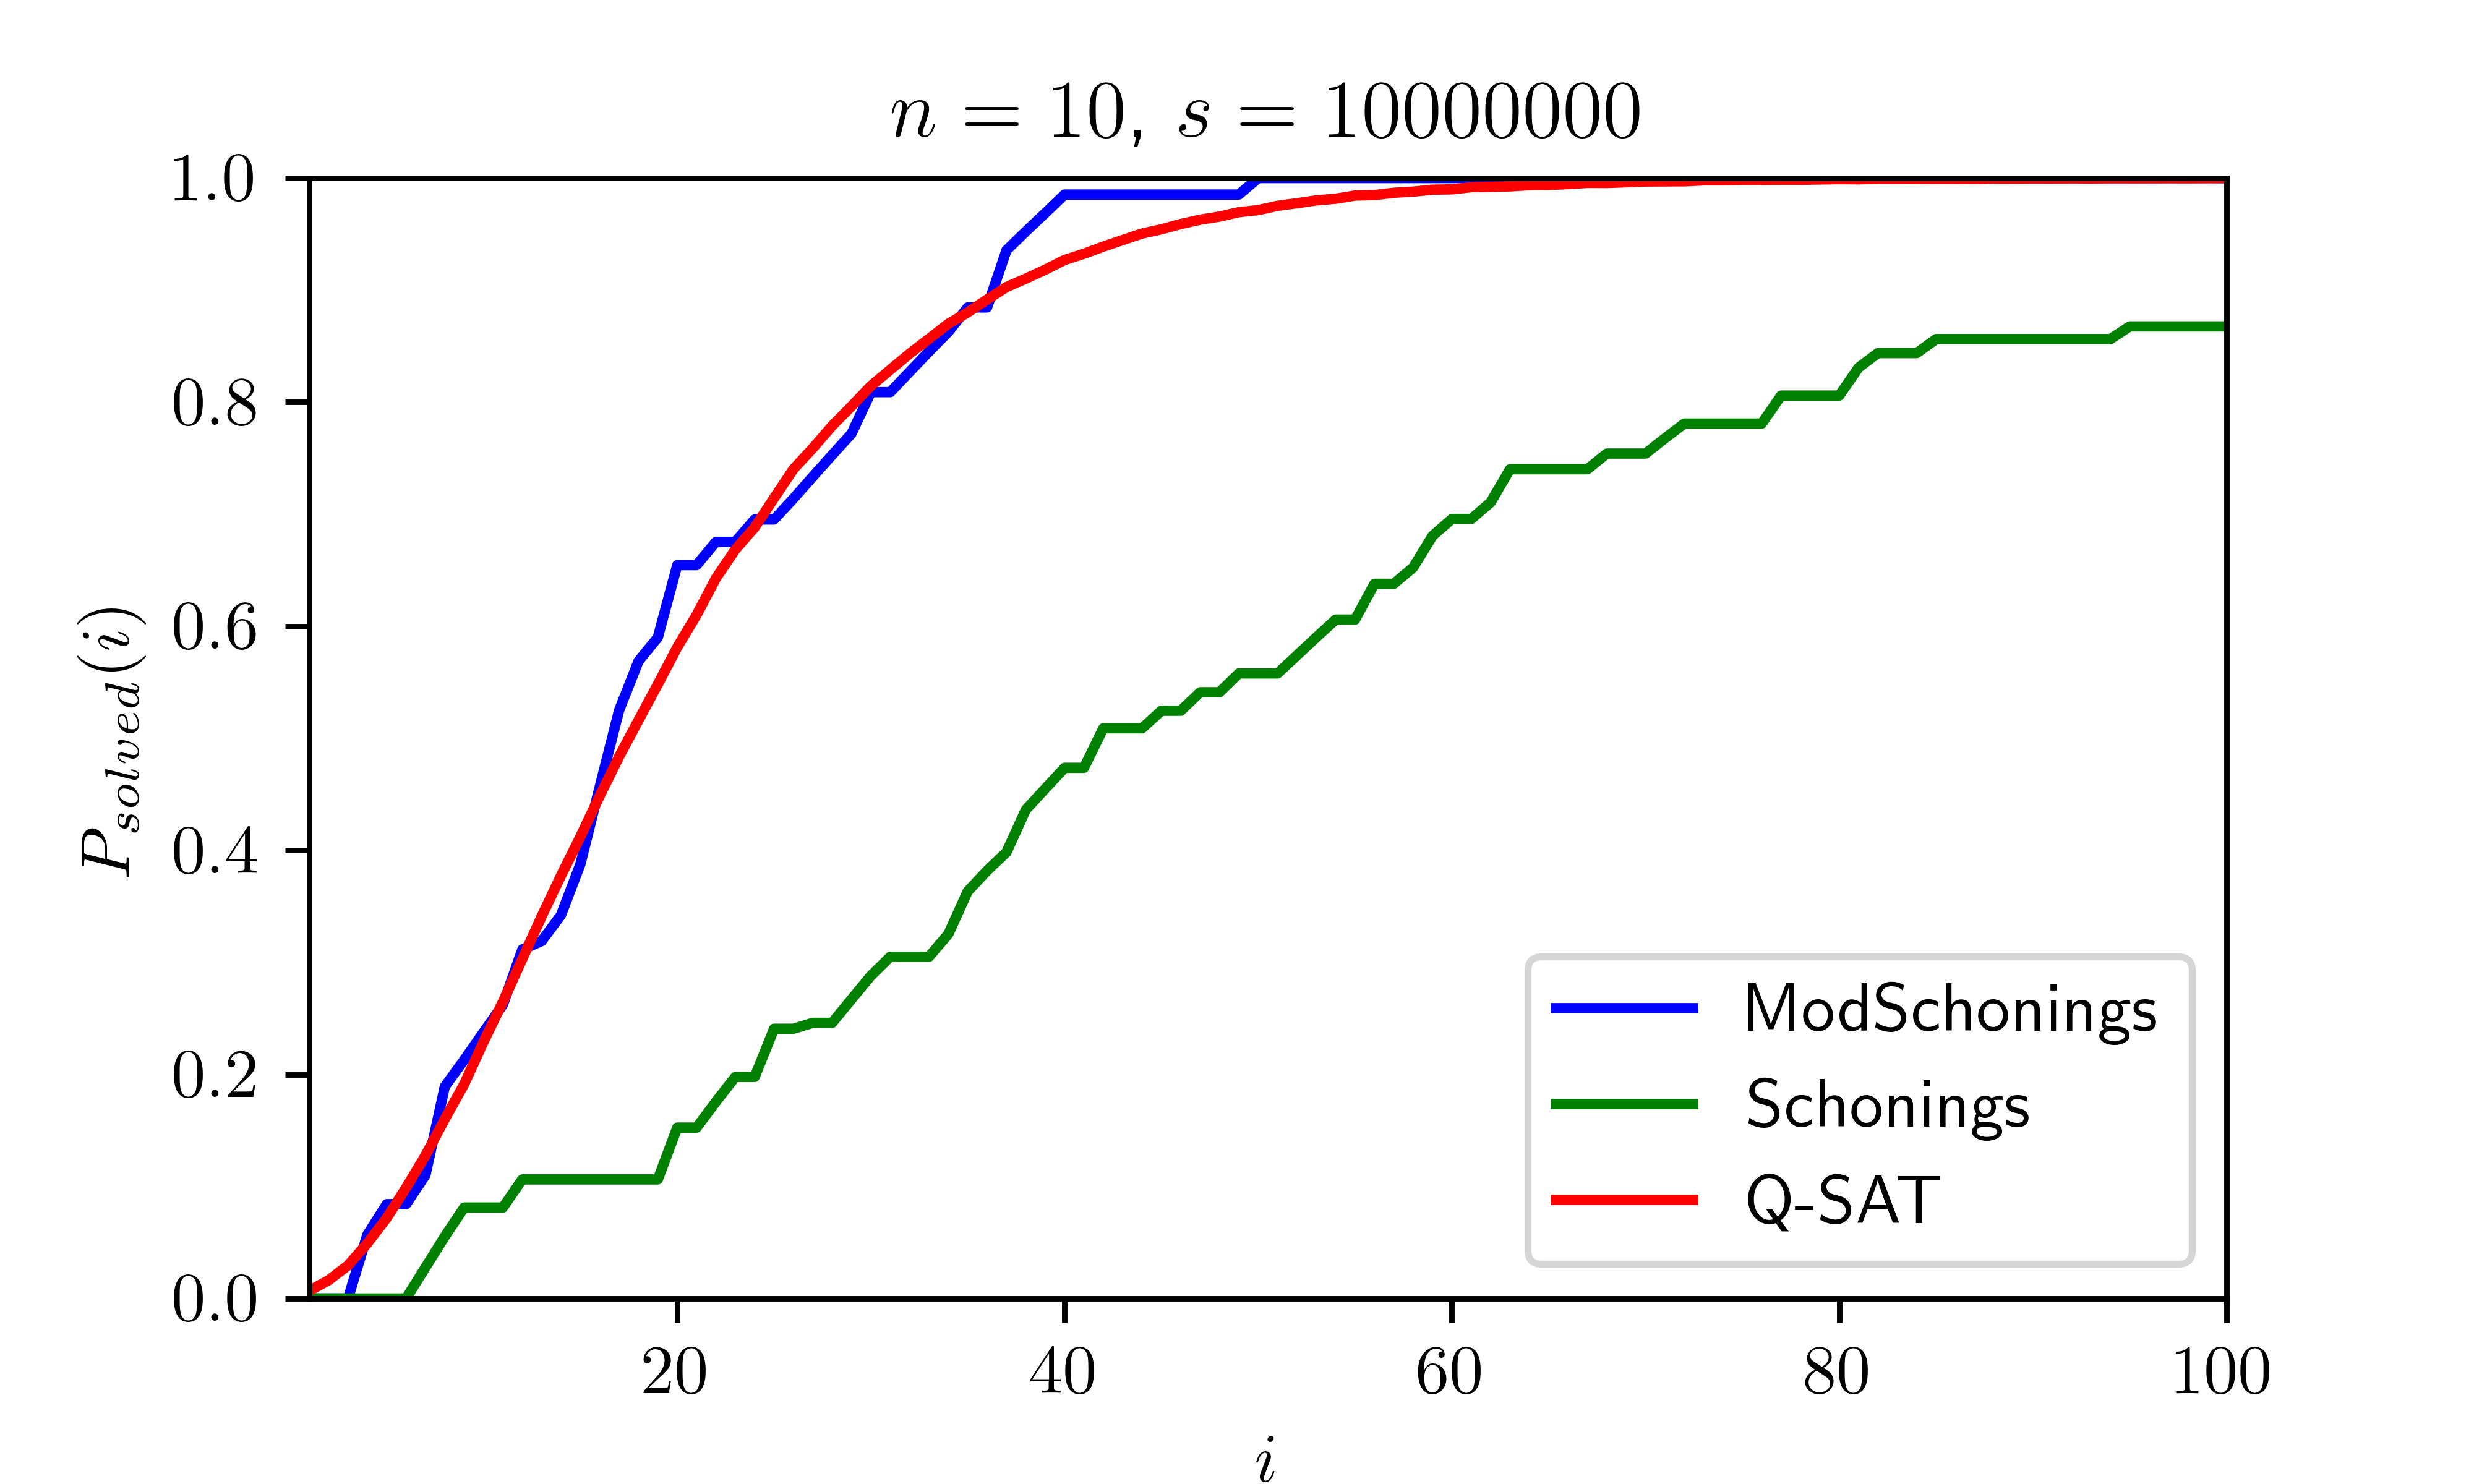 n = 10, s = 10000000
1.0
0.8
0.6
0.4
0.2
0.0
P_solved(i)
20 40 60 80 100
i
ModSchonings
Schonings
Q-SAT